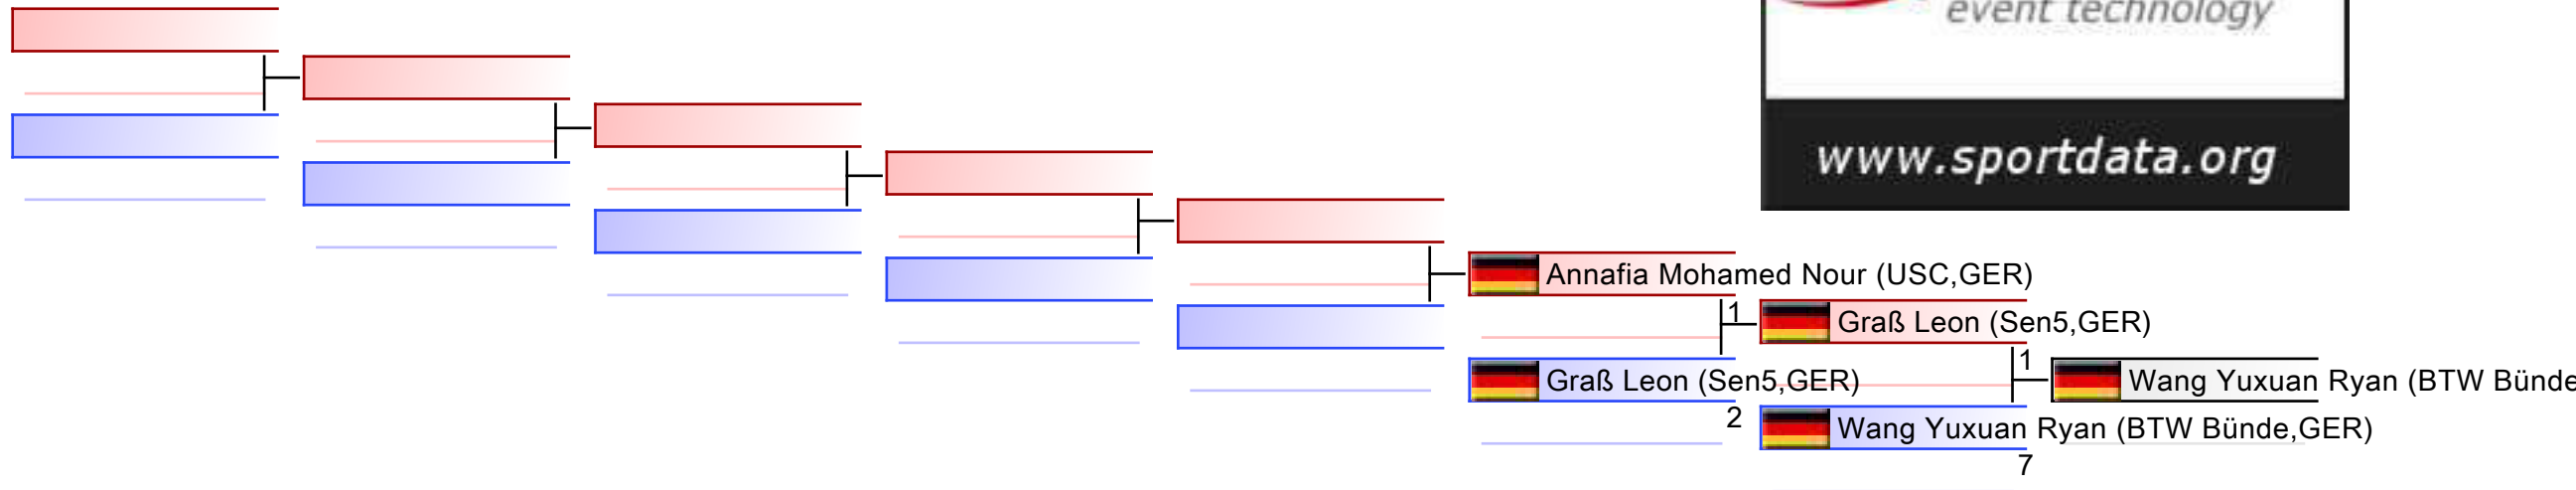 event technology
www.sportdata.org
Annafia Mohamed Nour (USC,GER)
1
Graß Leon (Sen5,GER)
1
Graß Leon (Sen5,GER)
Wang Yuxuan Ryan (BTW Bünde
2
Wang Yuxuan Ryan (BTW Bünde,GER)
7